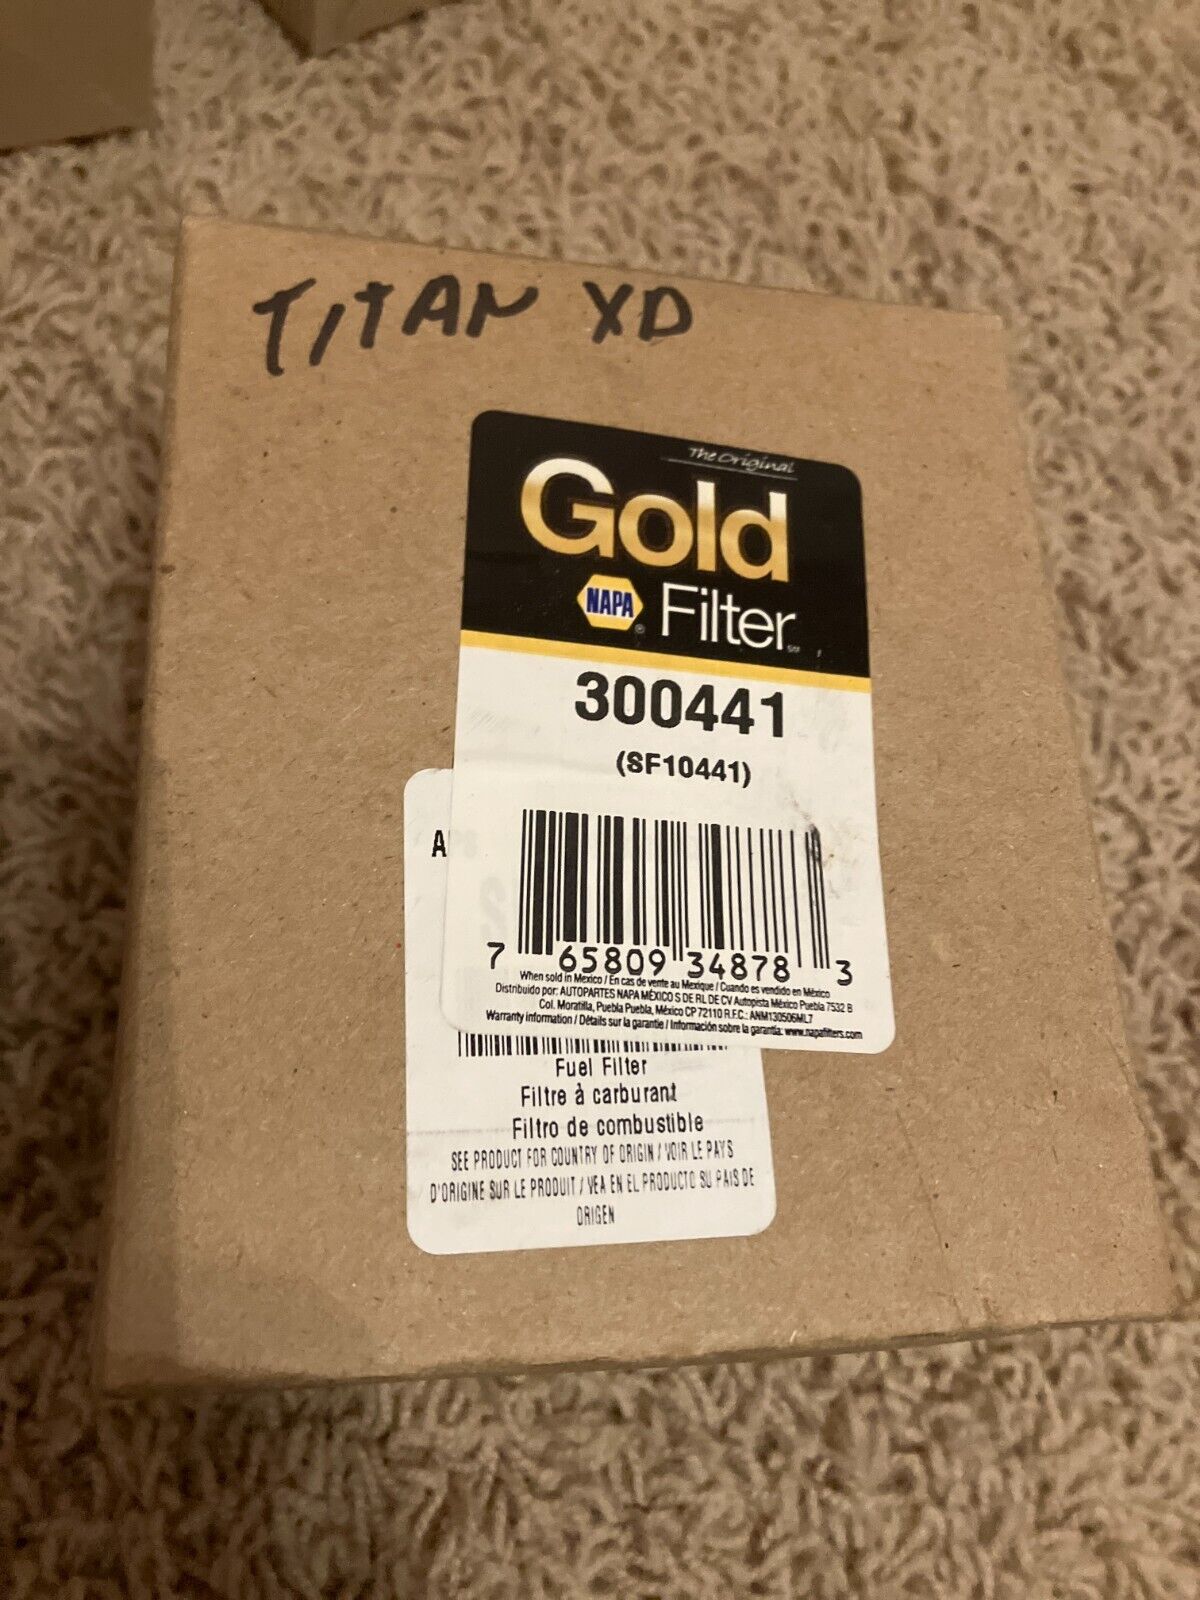 TITAN XD
The Original
Gold
NAPA® Filter SM
300441
(SF10441)
A
7 65809 34878 3
When sold in Mexico / En cas de vente au Mexique / Cuando es vendido en México
Distribuido por: AUTOPARTES NAPA MÉXICO S DE RL DE CV Autopista México Puebla 7532 B
Col. Moratilla, Puebla Puebla, México CP 72110 R.F.C.: ANM130506ML7
Warranty information / Détails sur la garantie / Información sobre la garantía: www.napafilters.com
Fuel Filter
Filtre à carburant
Filtro de combustible
SEE PRODUCT FOR COUNTRY OF ORIGIN / VOIR LE PAYS
D'ORIGINE SUR LE PRODUIT / VEA EN EL PRODUCTO SU PAIS DE
ORIGEN